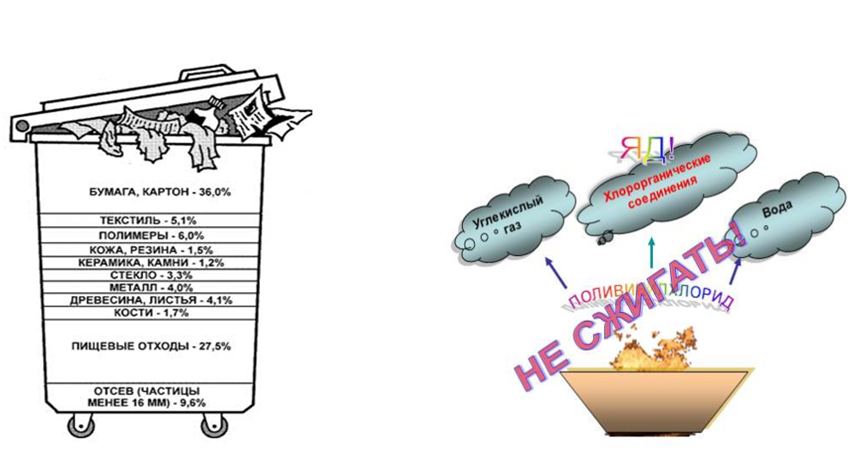 БУМАГА, КАРТОН - 36,0%
ТЕКСТИЛЬ - 5,1%
ПОЛИМЕРЫ - 6,0%
КОЖА, РЕЗИНА - 1,5%
КЕРАМИКА, КАМНИ - 1,2%
СТЕКЛО - 3,3%
МЕТАЛЛ - 4,0%
ДРЕВЕСИНА, ЛИСТЬЯ - 4,1%
КОСТИ - 1,7%
ПИЩЕВЫЕ ОТХОДЫ - 27,5%
ОТСЕВ (ЧАСТИЦЫ
МЕНЕЕ 16 ММ) - 9,6%
ЯД!
Хлорорганические
соединения
Углекислый
газ
Вода
ПОЛИВИНИЛХЛОРИД
НЕ СЖИГАТЬ!